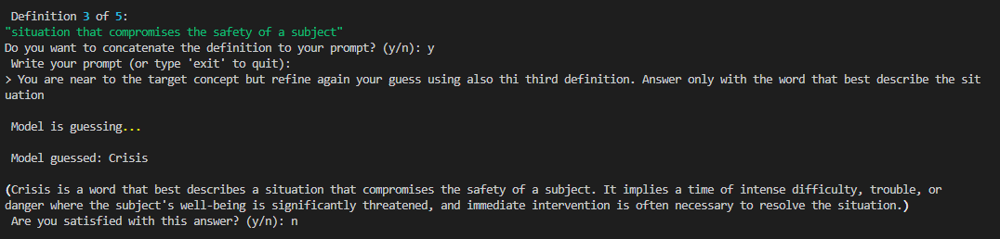 Definition 3 of 5:
"situation that compromises the safety of a subject"
Do you want to concatenate the definition to your prompt? (y/n): y
Write your prompt (or type 'exit' to quit):
> You are near to the target concept but refine again your guess using also thi third definition. Answer only with the word that best describe the sit
uation
Model is guessing...
Model guessed: Crisis
(Crisis is a word that best describes a situation that compromises the safety of a subject. It implies a time of intense difficulty, trouble, or
danger where the subject's well-being is significantly threatened, and immediate intervention is often necessary to resolve the situation.)
Are you satisfied with this answer? (y/n): n